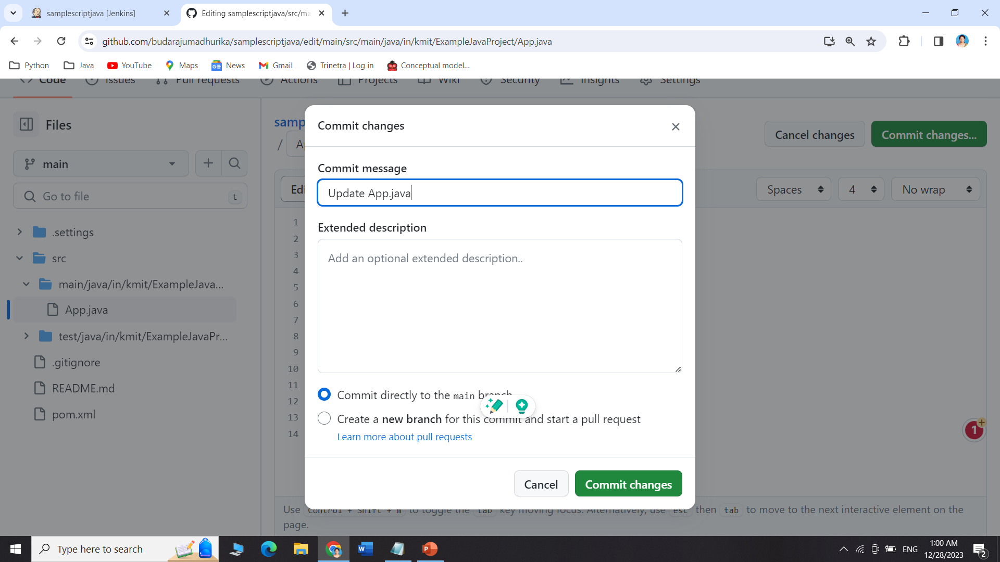 samplescriptjava [Jenkins]
Editing samplescriptjava/src/ma
github.com/budarajumadhurika/samplescriptjava/edit/main/src/main/java/in/kmit/ExampleJavaProject/App.java
Python Java YouTube Maps News Gmail Trinetra | Log in Conceptual model...
Code Issues Pull requests Actions Projects Wiki Security Insights Settings
Files
main
Go to file t
.settings
src
main/java/in/kmit/ExampleJava...
App.java
test/java/in/kmit/ExampleJavaPr...
.gitignore
README.md
pom.xml
samp
/ A
Cancel changes Commit changes...
Edi
Spaces 4 No wrap
1
2
3
4
5
6
7
8
9
10
11
12
13
14
Commit changes
Commit message
Update App.java
Extended description
Add an optional extended description..
Commit directly to the main branch
Create a new branch for this commit and start a pull request
Learn more about pull requests
Cancel Commit changes
1
Use Control + Shift + m to toggle the tab key moving focus. Alternatively, use esc then tab to move to the next interactive element on the
page.
Type here to search
ENG
1:00 AM
12/28/2023
2